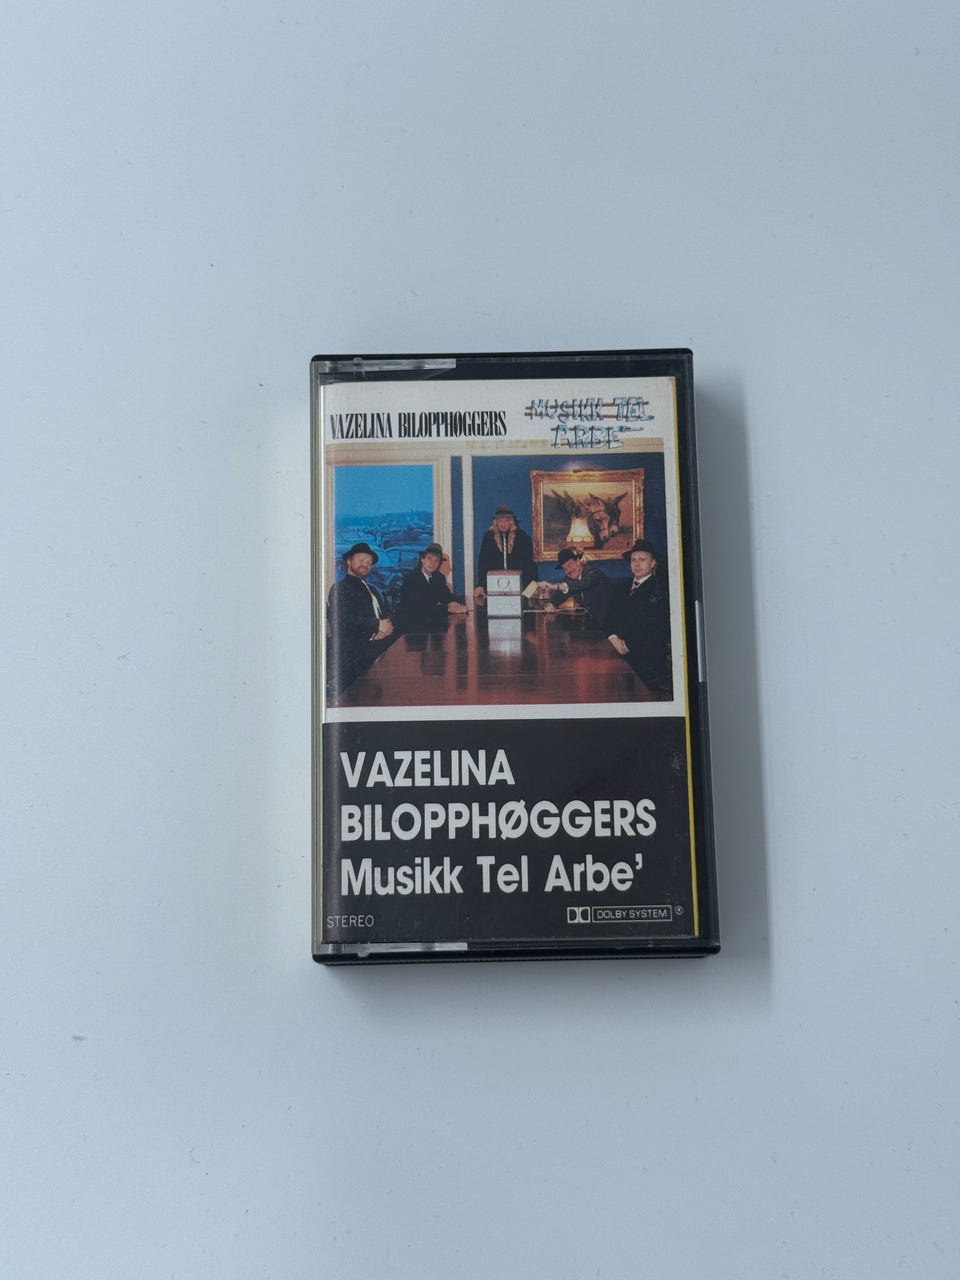 VAZELINA BILOPPHØGGERS
MUSIKK TEL
ARBE'
VAZELINA
BILOPPHØGGERS
Musikk Tel Arbe’
STEREO
DOLBY SYSTEM ®